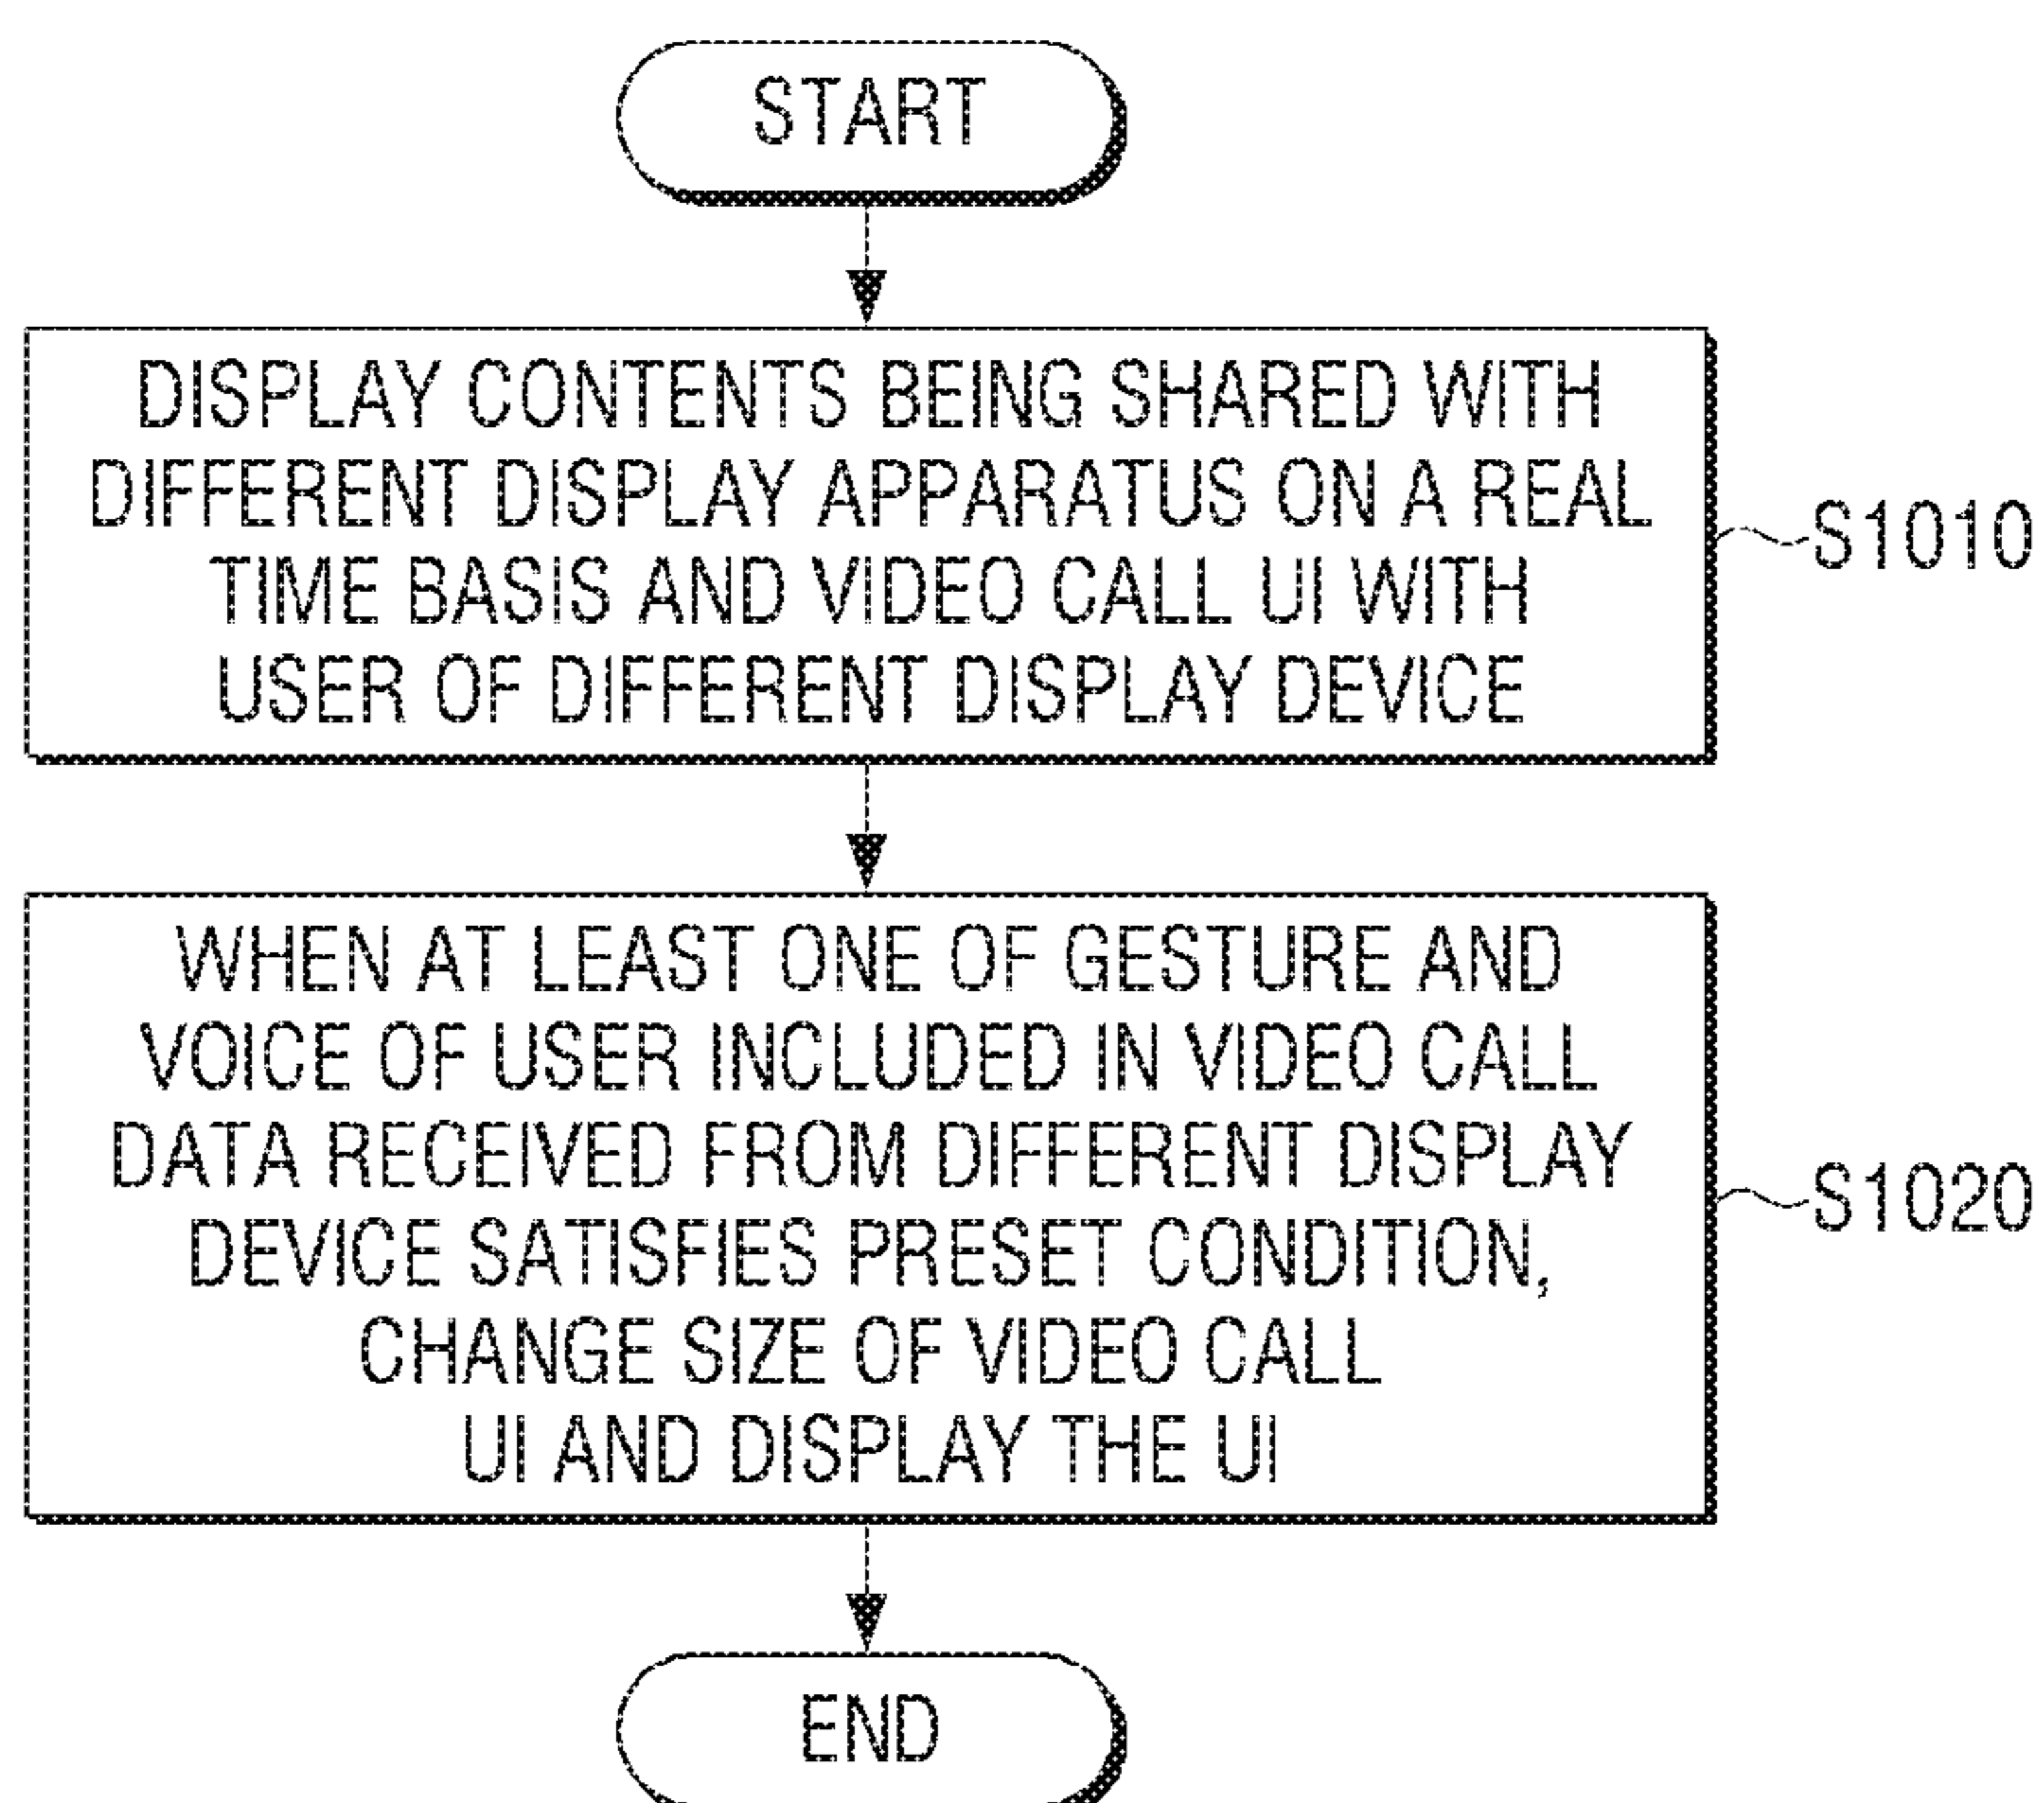 START
DISPLAY CONTENTS BEING SHARED WITH
DIFFERENT DISPLAY APPARATUS ON A REAL
TIME BASIS AND VIDEO CALL UI WITH
USER OF DIFFERENT DISPLAY DEVICE
S1010
WHEN AT LEAST ONE OF GESTURE AND
VOICE OF USER INCLUDED IN VIDEO CALL
DATA RECEIVED FROM DIFFERENT DISPLAY
DEVICE SATISFIES PRESET CONDITION,
CHANGE SIZE OF VIDEO CALL
UI AND DISPLAY THE UI
S1020
END